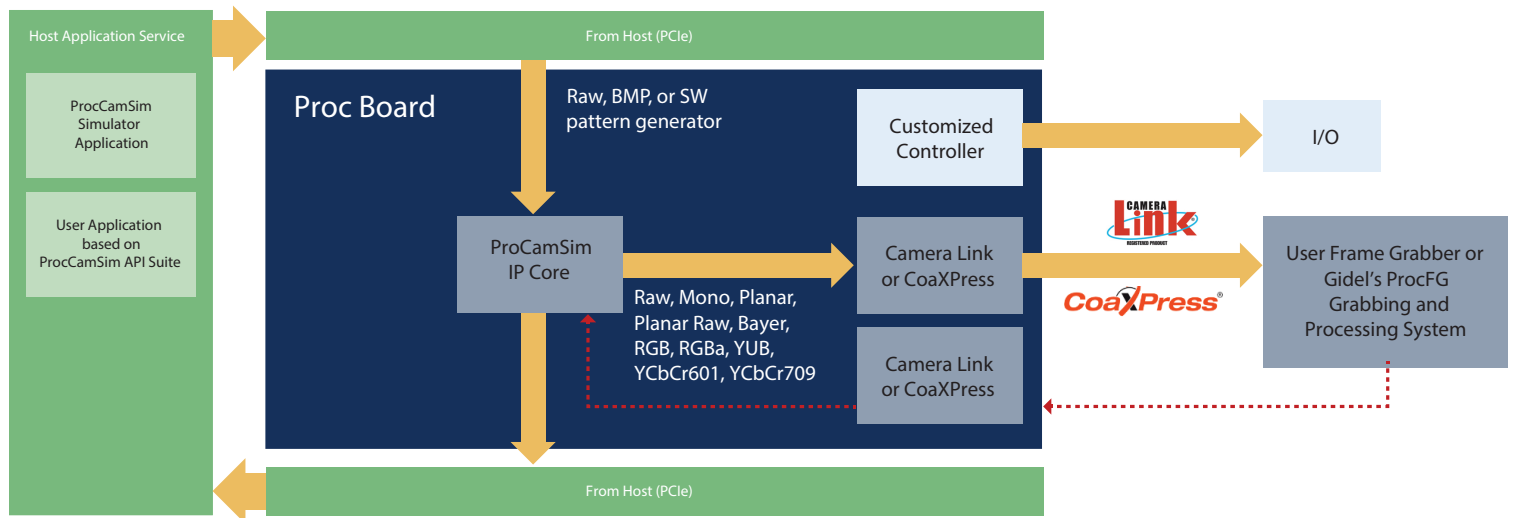 Host Application Service
ProcCamSim
Simulator
Application
User Application
based on
ProcCamSim API Suite
From Host (PCIe)
Proc Board
Raw, BMP, or SW
pattern generator
Customized
Controller
I/O
ProCamSim
IP Core
Raw, Mono, Planar,
Planar Raw, Bayer,
RGB, RGBa, YUB,
YCbCr601, YCbCr709
Camera Link
or CoaXPress
Camera Link
or CoaXPress
CAMERA
Link
REGISTERED PRODUCT
CoaXPress®
User Frame Grabber or
Gidel's ProcFG
Grabbing and
Processing System
From Host (PCIe)